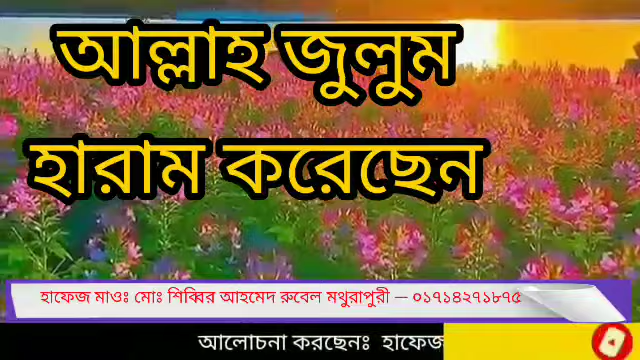 আল্লাহ জুলুম
হারাম করেছেন
হাফেজ মাওঃ মোঃ শিব্বির আহমেদ রুবেল মথুরাপুরী — ০১৭১৪২৭১৮৭৫
আলোচনা করছেনঃ হাফেজ